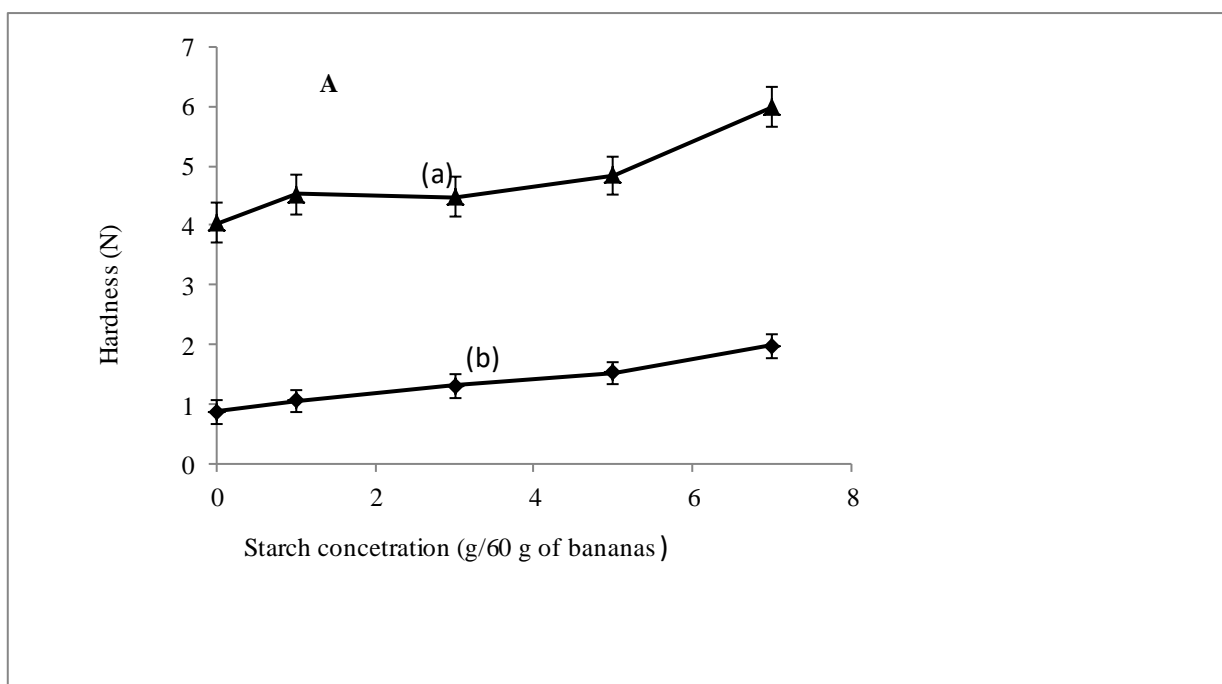 7
A
6
5
(a)
4
Hardness (N)
3
2
(b)
1
0
0 2 4 6 8
Starch concetration (g/60 g of bananas)